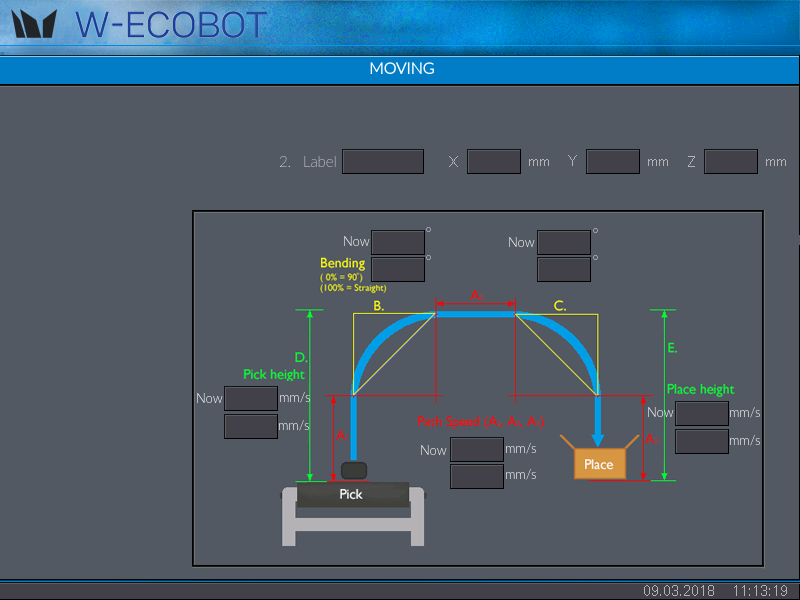 W-ECOBOT
MOVING
2. Label X mm Y mm Z mm
Now ° Now °
Bending ° °
( 0% = 90°)
(100% = Straight)
B. C.
D. E.
Pick height
Now mm/s
mm/s
Place height
Now mm/s
mm/s
Path Speed
Now mm/s
mm/s
Place
Pick
09.03.2018 11:13:19